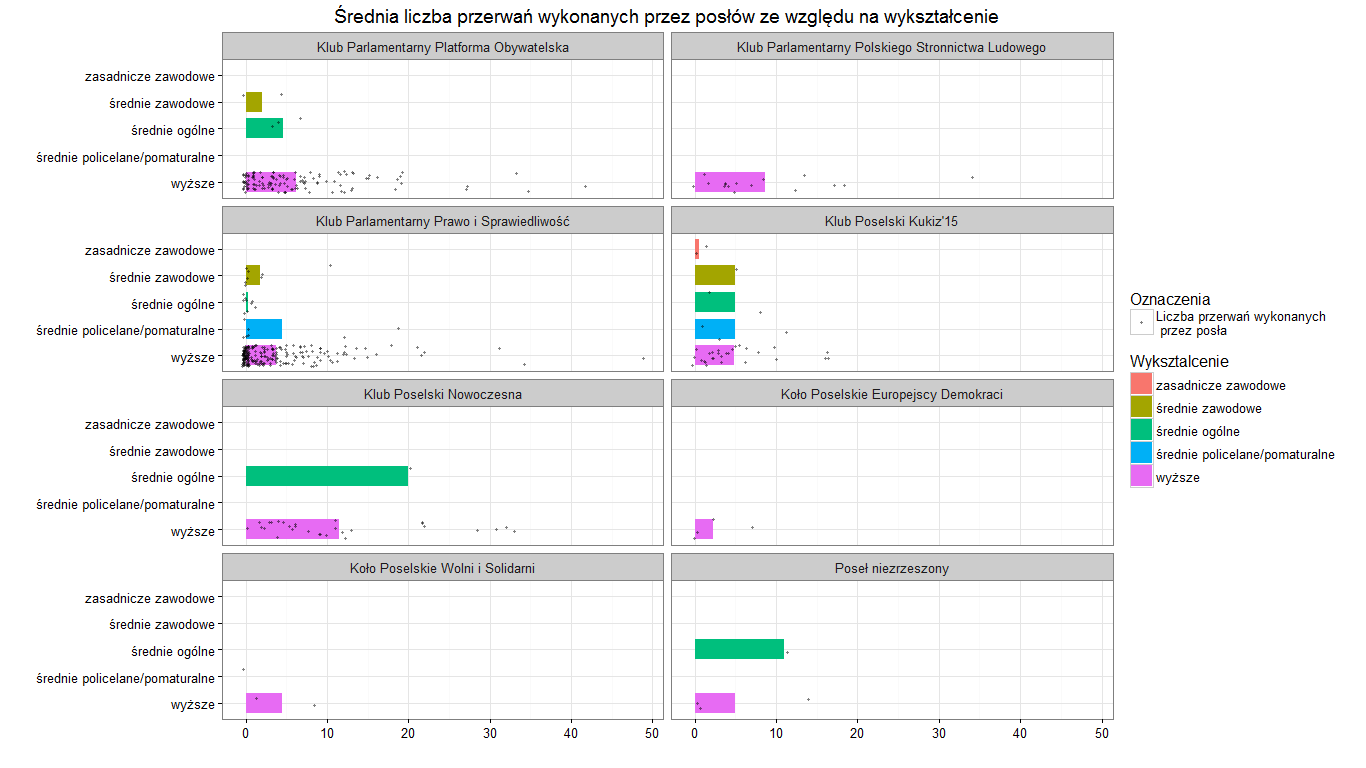 Średnia liczba przerwań wykonanych przez posłów ze względu na wykształcenie
Klub Parlamentarny Platforma Obywatelska
Klub Parlamentarny Polskiego Stronnictwa Ludowego
zasadnicze zawodowe
średnie zawodowe
średnie ogólne
średnie policelane/pomaturalne
wyższe
Klub Parlamentarny Prawo i Sprawiedliwość
Klub Poselski Kukiz'15
zasadnicze zawodowe
średnie zawodowe
średnie ogólne
średnie policelane/pomaturalne
wyższe
Klub Poselski Nowoczesna
Koło Poselskie Europejscy Demokraci
zasadnicze zawodowe
średnie zawodowe
średnie ogólne
średnie policelane/pomaturalne
wyższe
Koło Poselskie Wolni i Solidarni
Poseł niezrzeszony
zasadnicze zawodowe
średnie zawodowe
średnie ogólne
średnie policelane/pomaturalne
wyższe
0 10 20 30 40 50
0 10 20 30 40 50
Oznaczenia
Liczba przerwań wykonanych
przez posła
Wyksztalcenie
zasadnicze zawodowe
średnie zawodowe
średnie ogólne
średnie policelane/pomaturalne
wyższe